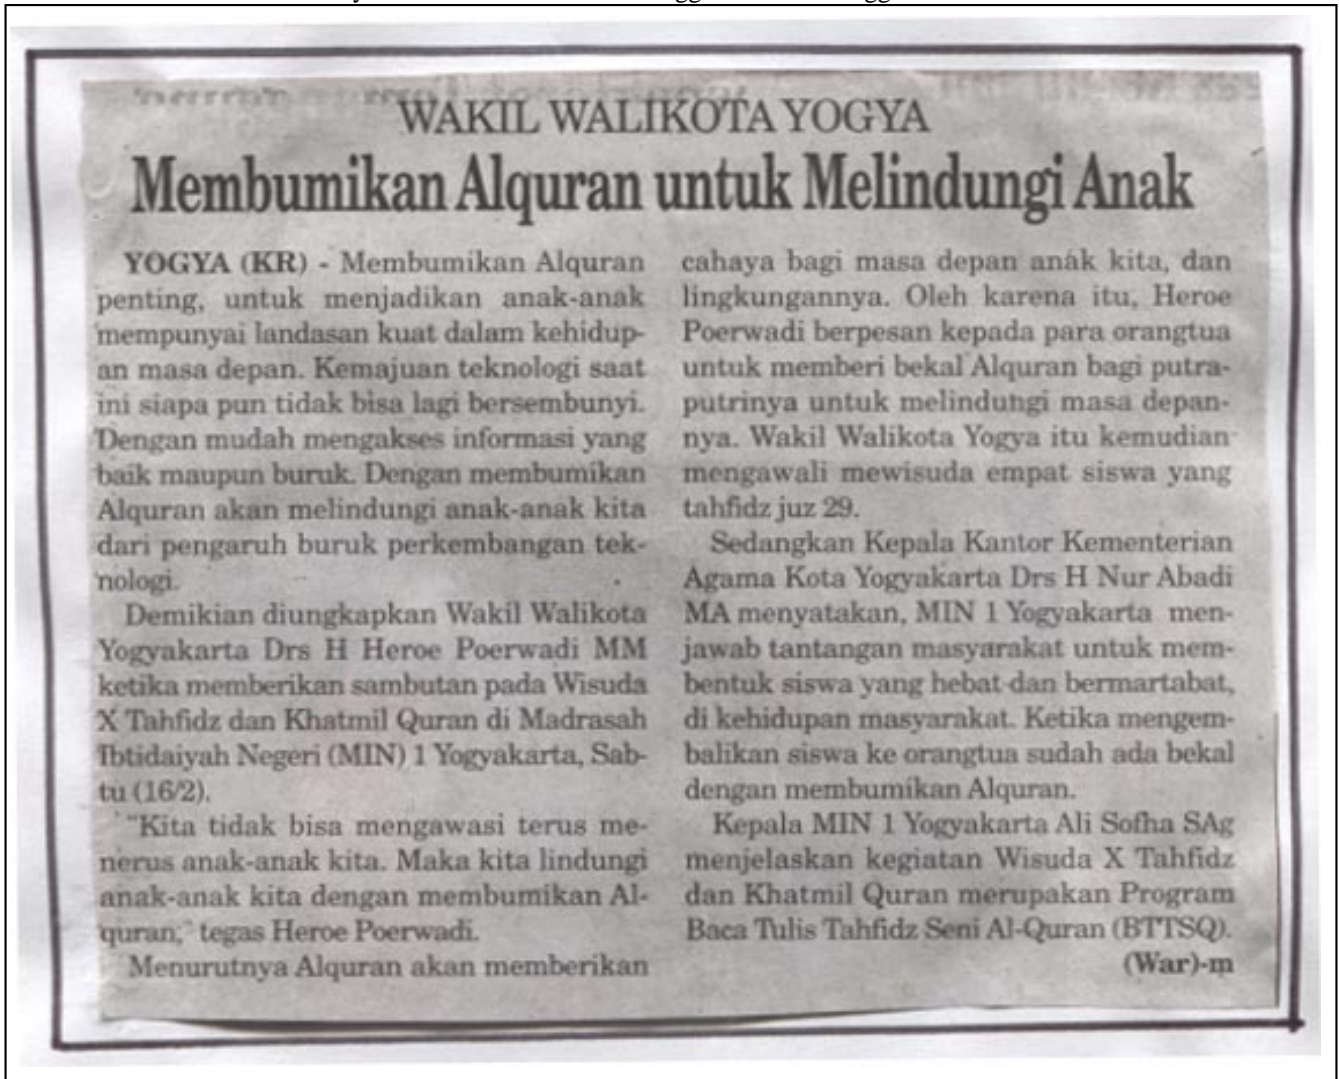 WAKIL WALIKOTA YOGYA
Membumikan Alquran untuk Melindungi Anak
YOGYA (KR) - Membumikan Alquran
penting, untuk menjadikan anak-anak
mempunyai landasan kuat dalam kehidup-
an masa depan. Kemajuan teknologi saat
ini siapa pun tidak bisa lagi bersembunyi.
Dengan mudah mengakses informasi yang
baik maupun buruk. Dengan membumikan
Alquran akan melindungi anak-anak kita
dari pengaruh buruk perkembangan tek-
nologi.
Demikian diungkapkan Wakil Walikota
Yogyakarta Drs H Heroe Poerwadi MM
ketika memberikan sambutan pada Wisuda
X Tahfidz dan Khatmil Quran di Madrasah
Ibtidaiyah Negeri (MIN) 1 Yogyakarta, Sab-
tu (16/2).
"Kita tidak bisa mengawasi terus me-
nerus anak-anak kita. Maka kita lindungi
anak-anak kita dengan membumikan Al-
quran," tegas Heroe Poerwadi.
Menurutnya Alquran akan memberikan
cahaya bagi masa depan anak kita, dan
lingkungannya. Oleh karena itu, Heroe
Poerwadi berpesan kepada para orangtua
untuk memberi bekal Alquran bagi putra-
putrinya untuk melindungi masa depan-
nya. Wakil Walikota Yogya itu kemudian
mengawali mewisuda empat siswa yang
tahfidz juz 29.
Sedangkan Kepala Kantor Kementerian
Agama Kota Yogyakarta Drs H Nur Abadi
MA menyatakan, MIN 1 Yogyakarta men-
jawab tantangan masyarakat untuk mem-
bentuk siswa yang hebat dan bermartabat,
di kehidupan masyarakat. Ketika mengem-
balikan siswa ke orangtua sudah ada bekal
dengan membumikan Alquran.
Kepala MIN 1 Yogyakarta Ali Sofha SAg
menjelaskan kegiatan Wisuda X Tahfidz
dan Khatmil Quran merupakan Program
Baca Tulis Tahfidz Seni Al-Quran (BTTSQ).
(War)-m